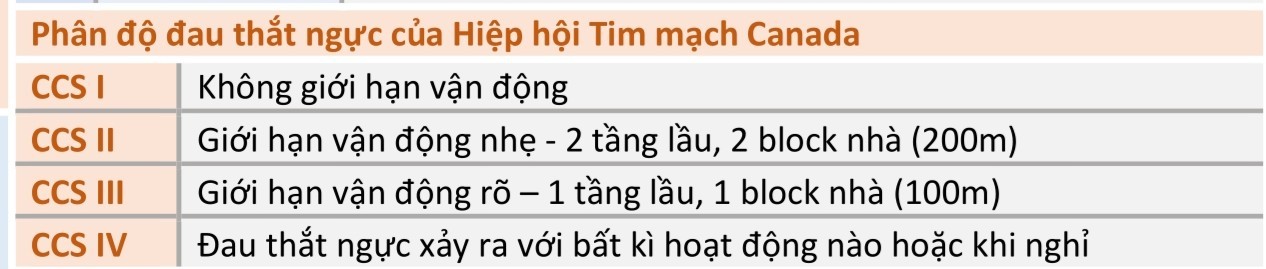 Phân độ đau thắt ngực của Hiệp hội Tim mạch Canada
CCS I Không giới hạn vận động
CCS II Giới hạn vận động nhẹ - 2 tầng lầu, 2 block nhà (200m)
CCS III Giới hạn vận động rõ – 1 tầng lầu, 1 block nhà (100m)
CCS IV Đau thắt ngực xảy ra với bất kì hoạt động nào hoặc khi nghỉ